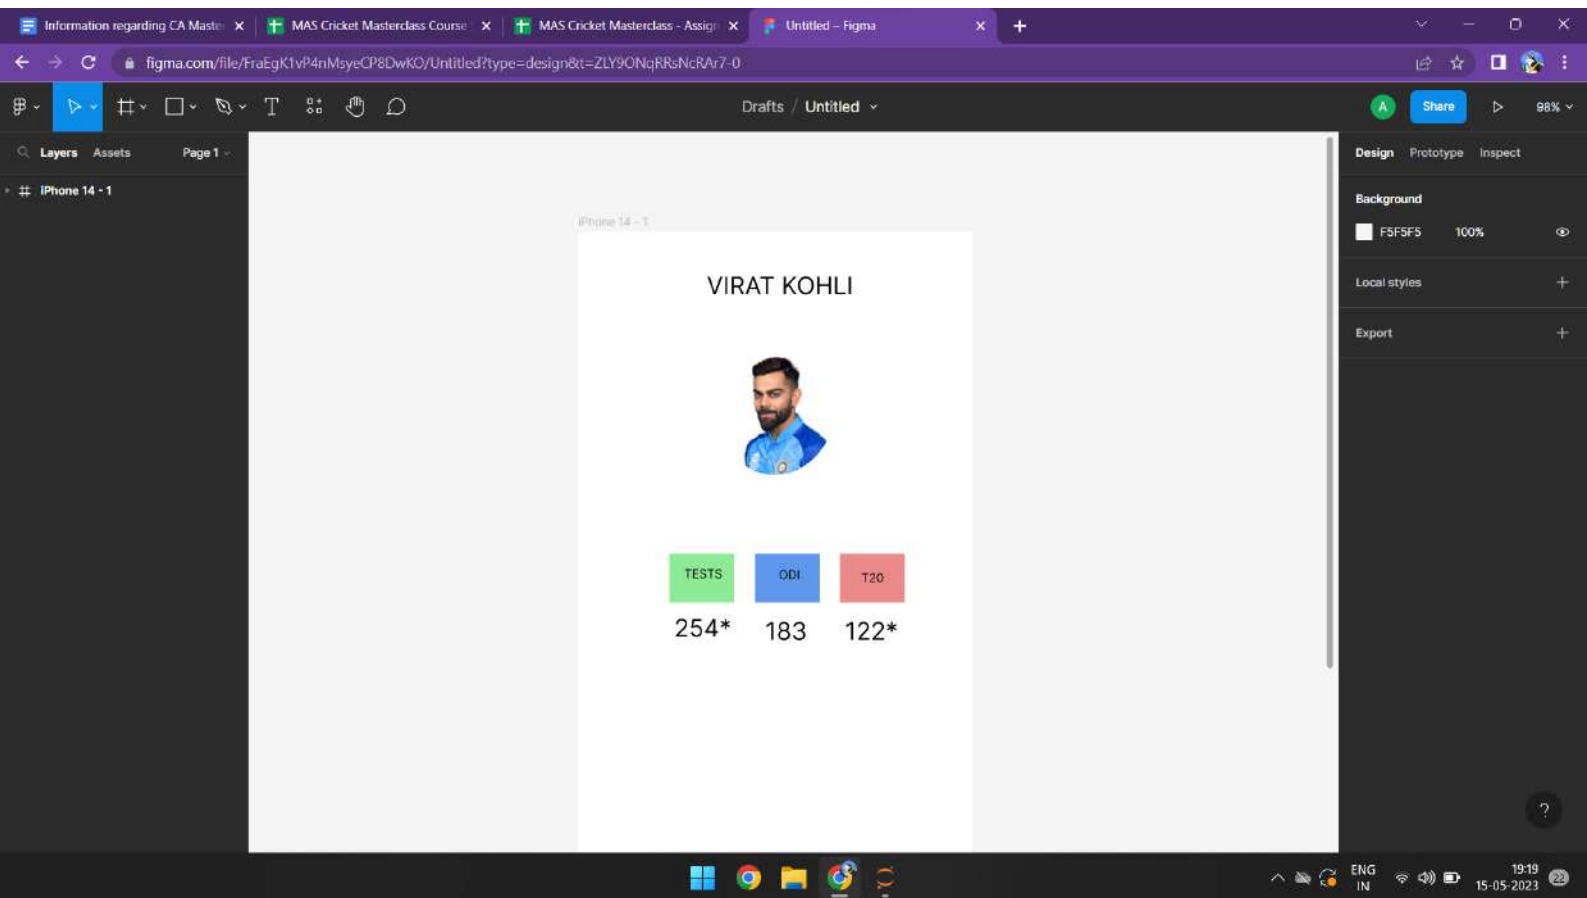 Information regarding CA Maste
MAS Cricket Masterclass Course
MAS Cricket Masterclass - Assign
Untitled – Figma
figma.com/file/FraEgK1vP4nMsyeCP8DwKO/Untitled?type=design&t=ZLY9ONqRRsNcRAr7-0
Drafts / Untitled
A
Share
98%
Layers Assets Page 1
Design Prototype Inspect
iPhone 14 - 1
Background
F5F5F5 100%
Local styles
Export
iPhone 14 - 1
VIRAT KOHLI
TESTS ODI T20
254* 183 122*
?
ENG
IN
19:19
15-05-2023
22